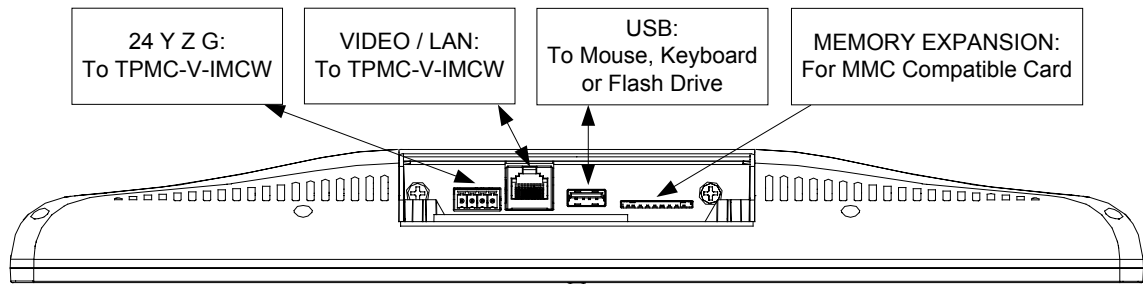 24 Y Z G:
To TPMC-V-IMCW
VIDEO / LAN:
To TPMC-V-IMCW
USB:
To Mouse, Keyboard
or Flash Drive
MEMORY EXPANSION:
For MMC Compatible Card